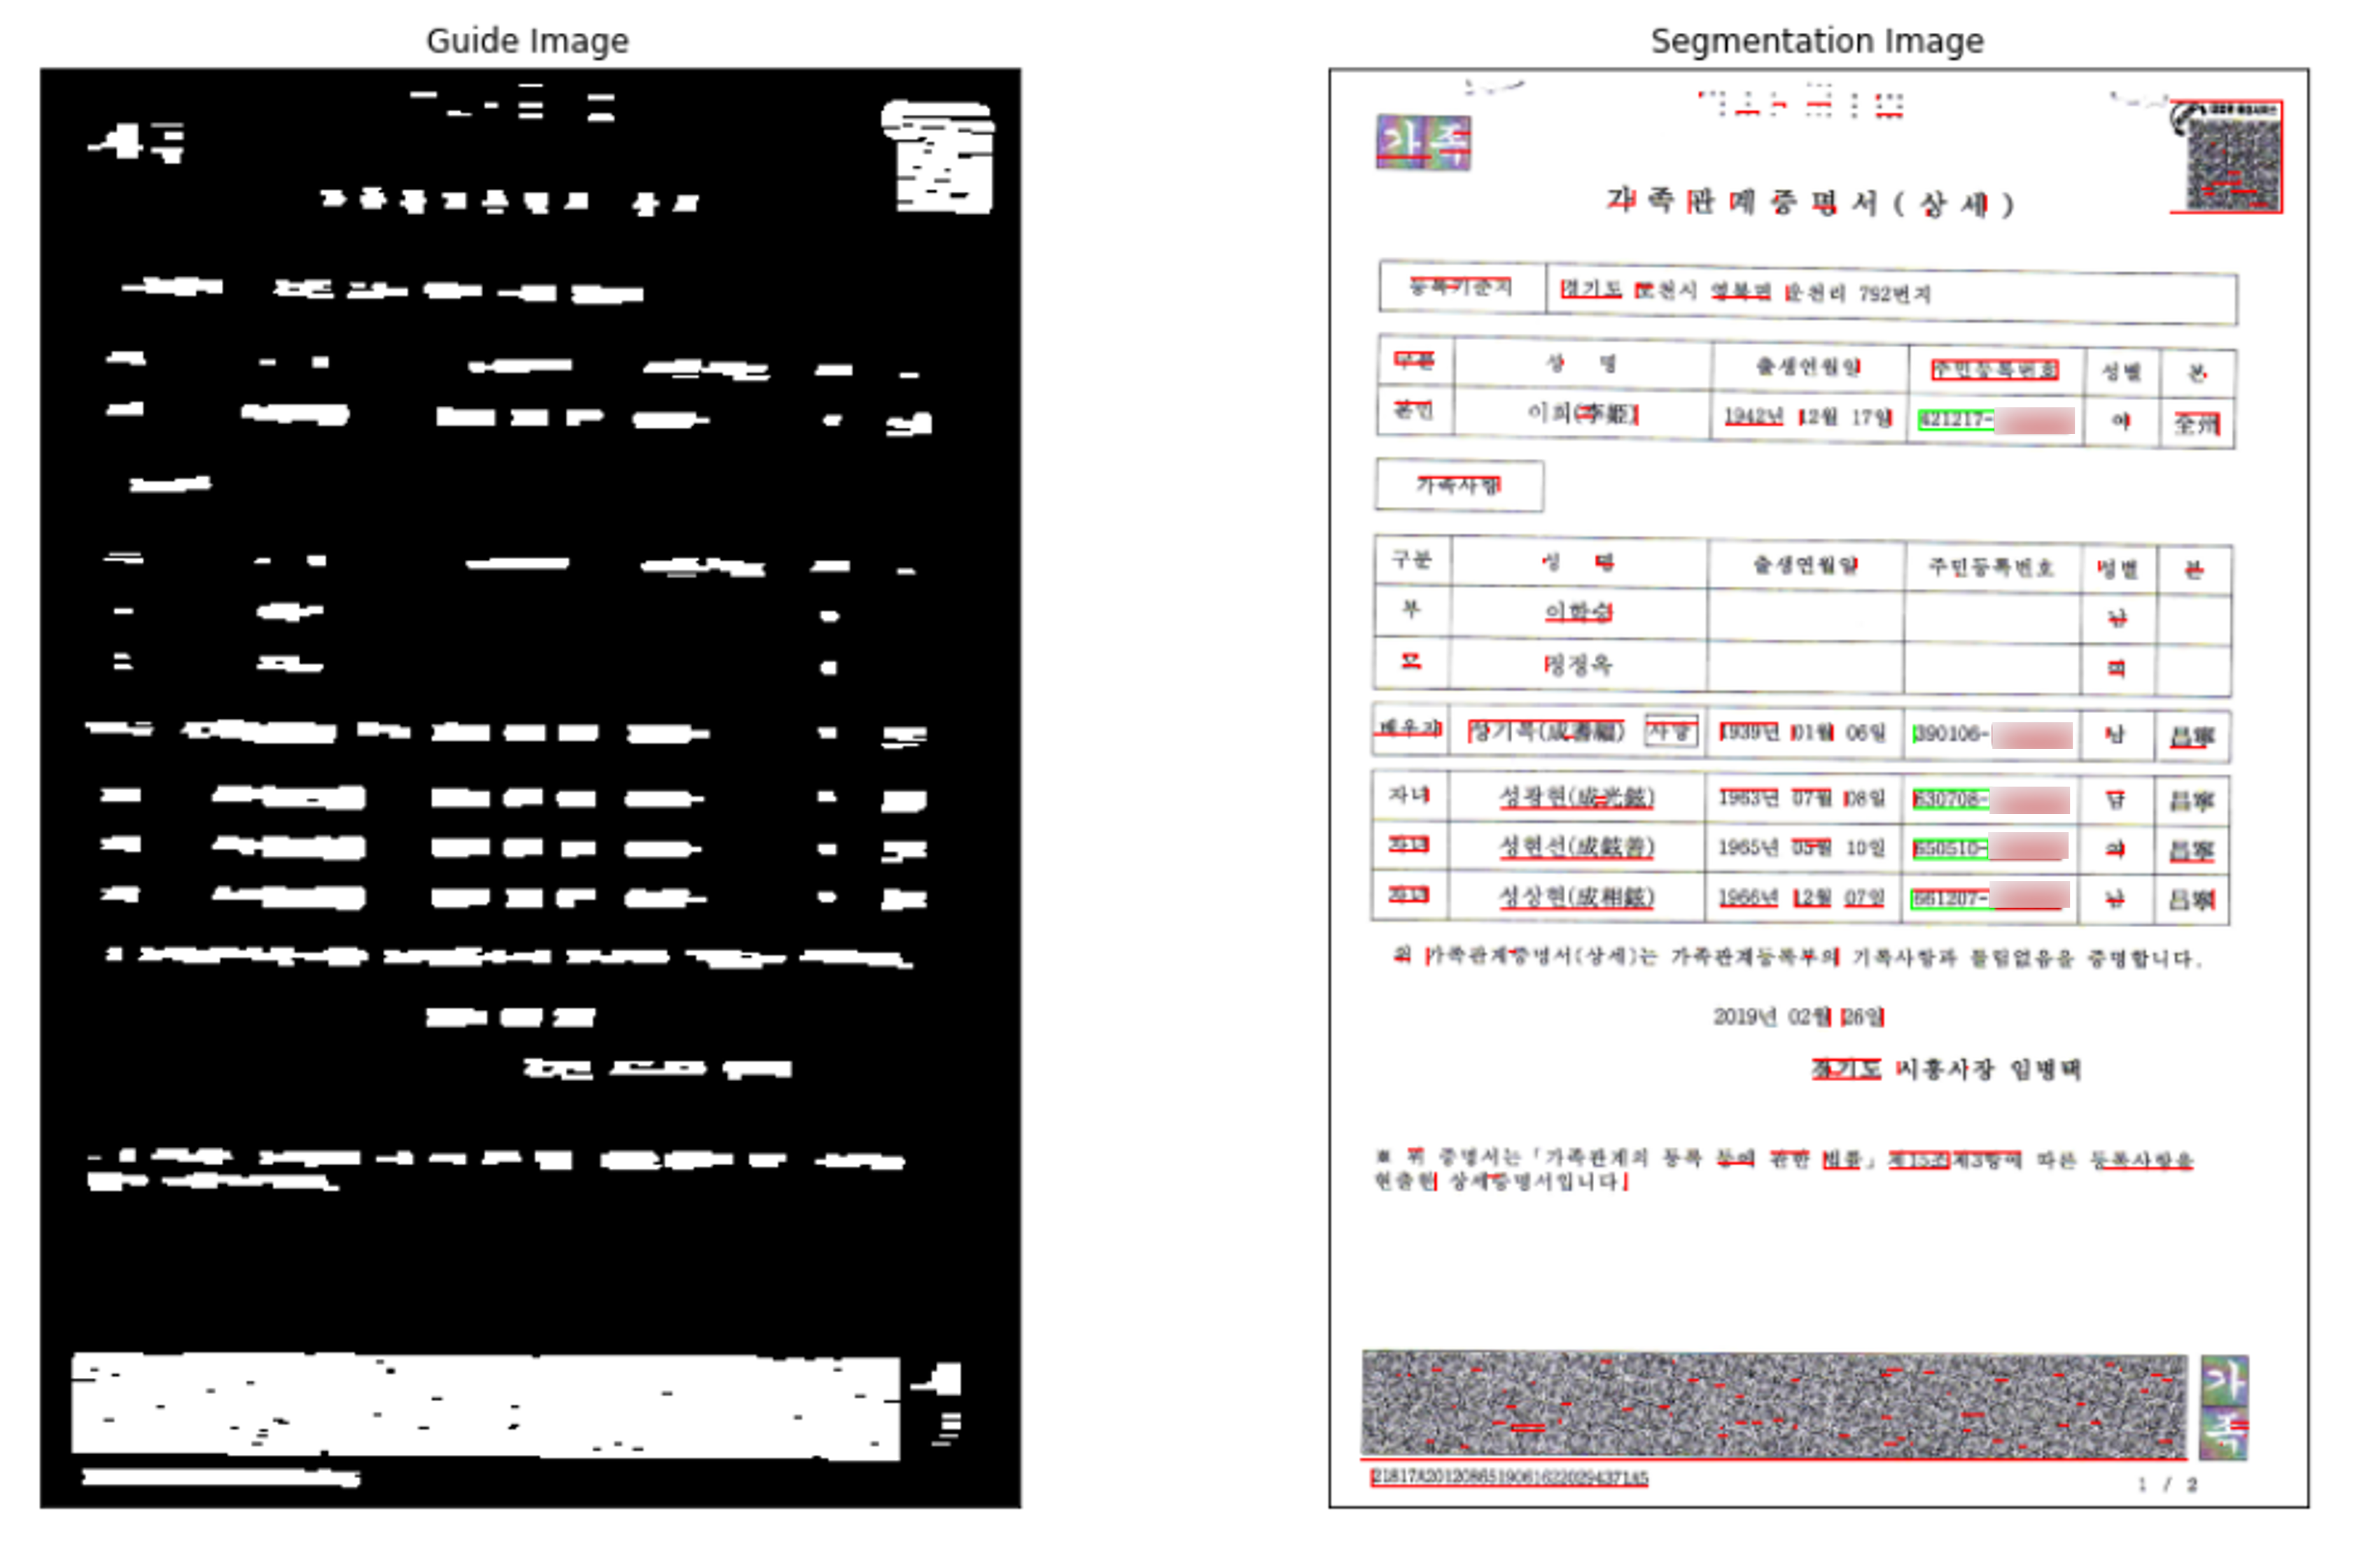 Guide Image
Segmentation Image
가족
가족관계증명서(상세)
등록기준지 경기도 포천시 영북면 운천리 792번지
구분 성 명 출생연월일 주민등록번호 성별 본
본인 이희(李姬) 1942년 12월 17일 421217- 여 全州
가족사항
구분 성 명 출생연월일 주민등록번호 성별 본
부 이학승 남
모 정정옥 여
배우자 성기복(成耆福) 사망 1939년 01월 06일 390106- 남 昌寧
자녀 성광현(成光鉉) 1963년 07월 08일 630708- 남 昌寧
자녀 성현선(成鉉善) 1965년 05월 10일 650510- 여 昌寧
자녀 성상현(成相鉉) 1966년 12월 07일 661207- 남 昌寧
위 가족관계증명서(상세)는 가족관계등록부의 기록사항과 틀림없음을 증명합니다.
2019년 02월 26일
경기도 시흥시장 임병택
※ 위 증명서는「가족관계의 등록 등에 관한 법률」제15조제3항에 따른 등록사항을
현출한 상세증명서입니다.
가족
1 / 2